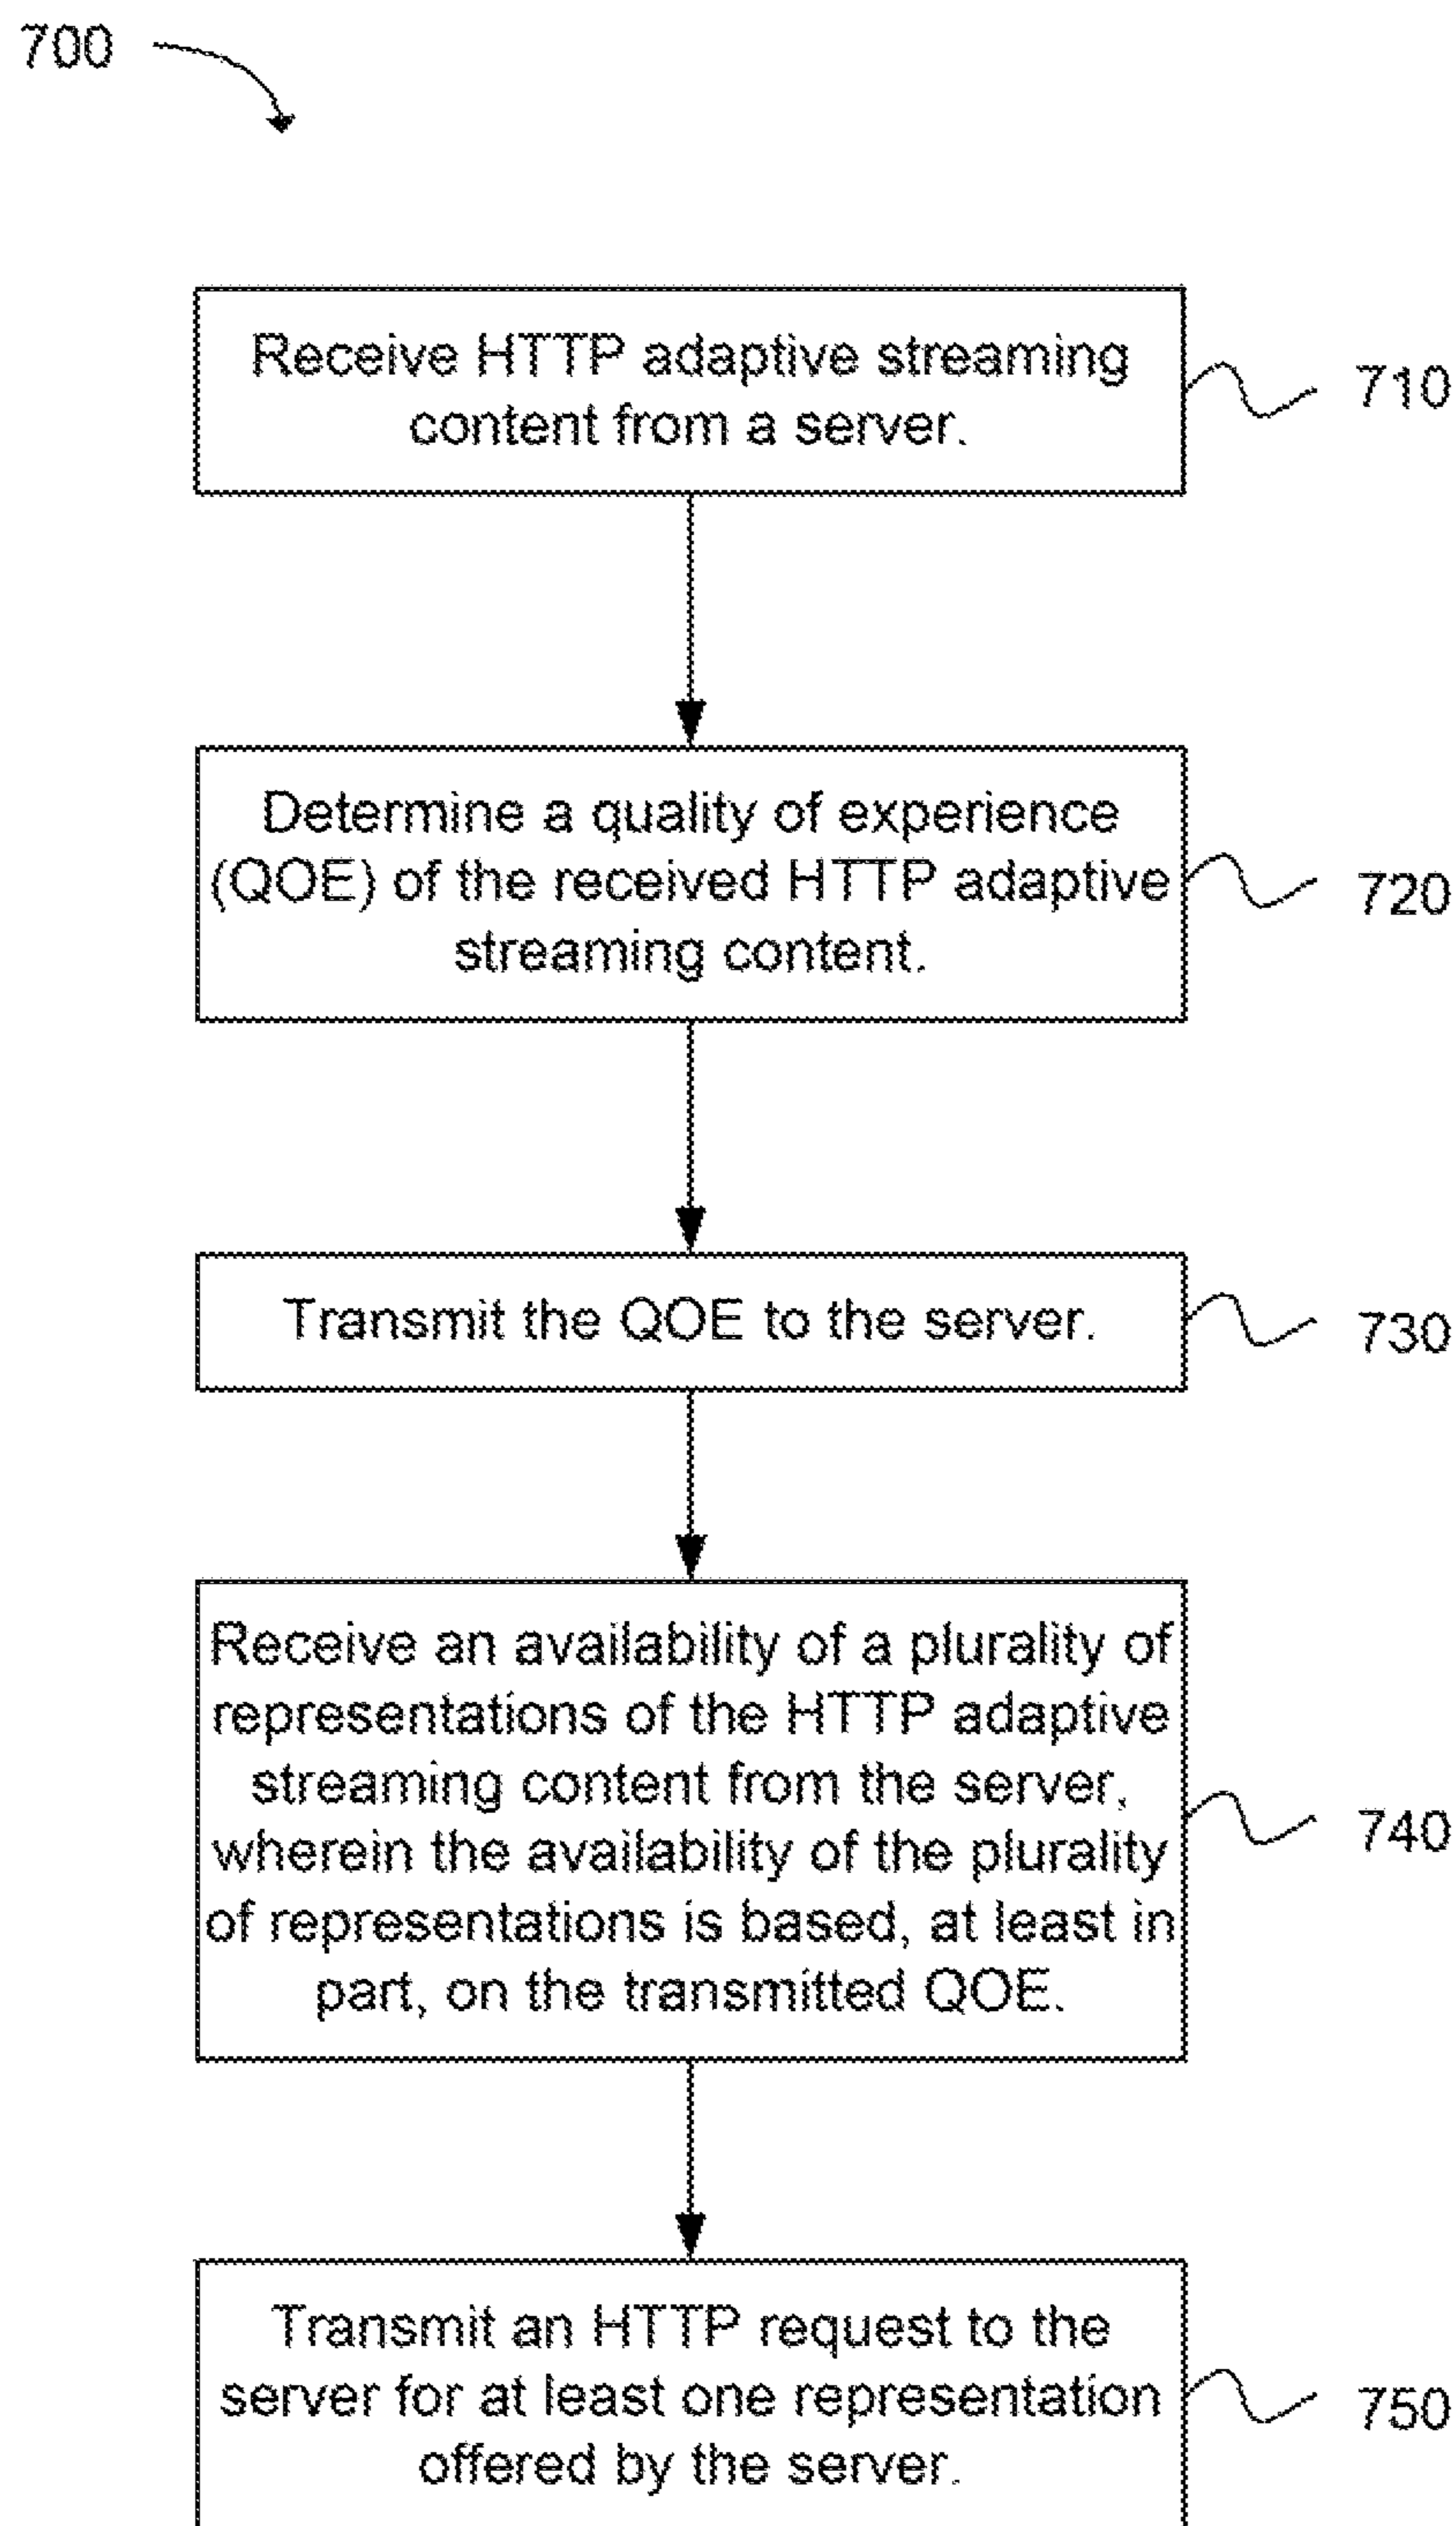 700
Receive HTTP adaptive streaming
content from a server.
710
Determine a quality of experience
(QOE) of the received HTTP adaptive
streaming content.
720
Transmit the QOE to the server.
730
Receive an availability of a plurality of
representations of the HTTP adaptive
streaming content from the server,
wherein the availability of the plurality
of representations is based, at least in
part, on the transmitted QOE.
740
Transmit an HTTP request to the
server for at least one representation
offered by the server.
750